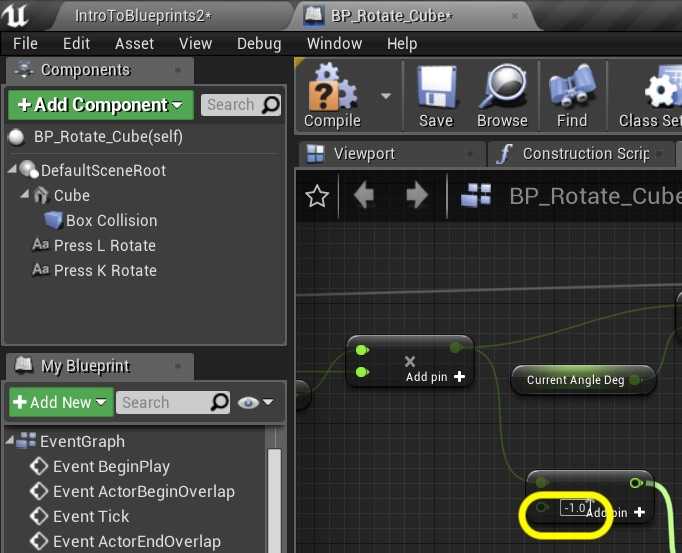 IntroToBlueprints2*
BP_Rotate_Cube*
File Edit Asset View Debug Window Help
Components
+Add Component
Search
Compile
Save
Browse
Find
Class Set
BP_Rotate_Cube(self)
DefaultSceneRoot
Cube
Box Collision
Aa Press L Rotate
Aa Press K Rotate
Viewport
Construction Scrip
BP_Rotate_Cube
×
Add pin +
Current Angle Deg
-1.0
Add pin +
My Blueprint
+Add New
Search
EventGraph
Event BeginPlay
Event ActorBeginOverlap
Event Tick
Event ActorEndOverlap